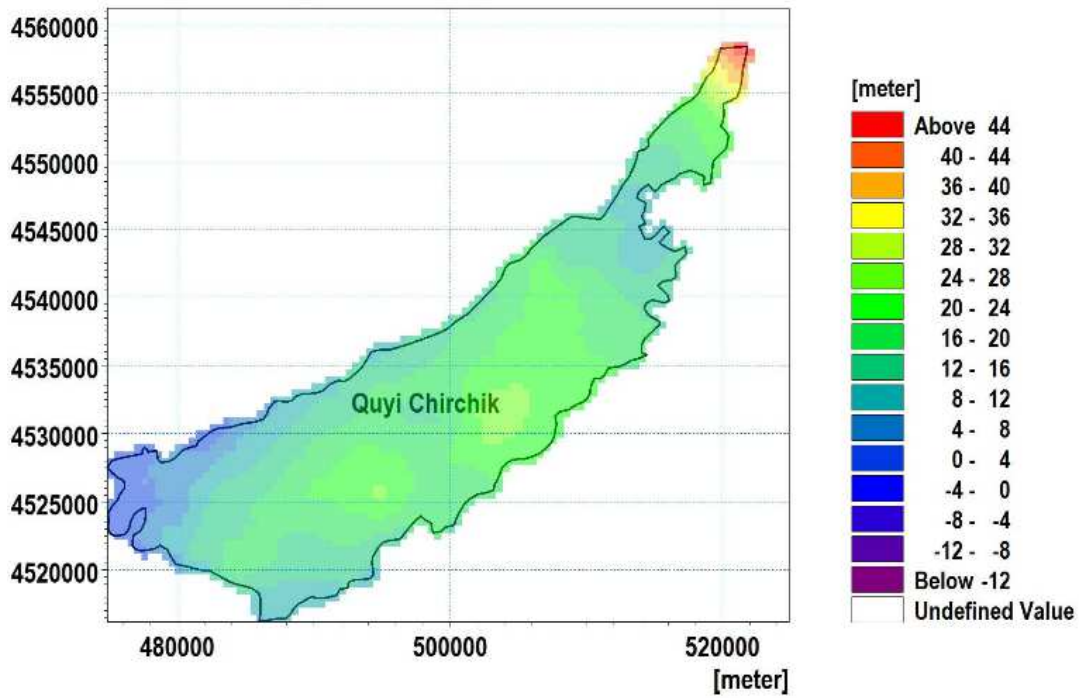 4560000
4555000
4550000
4545000
4540000
4535000
4530000
4525000
4520000
Quyi Chirchik
480000 500000 520000
[meter]
[meter]
Above 44
40 - 44
36 - 40
32 - 36
28 - 32
24 - 28
20 - 24
16 - 20
12 - 16
8 - 12
4 - 8
0 - 4
-4 - 0
-8 - -4
-12 - -8
Below -12
Undefined Value